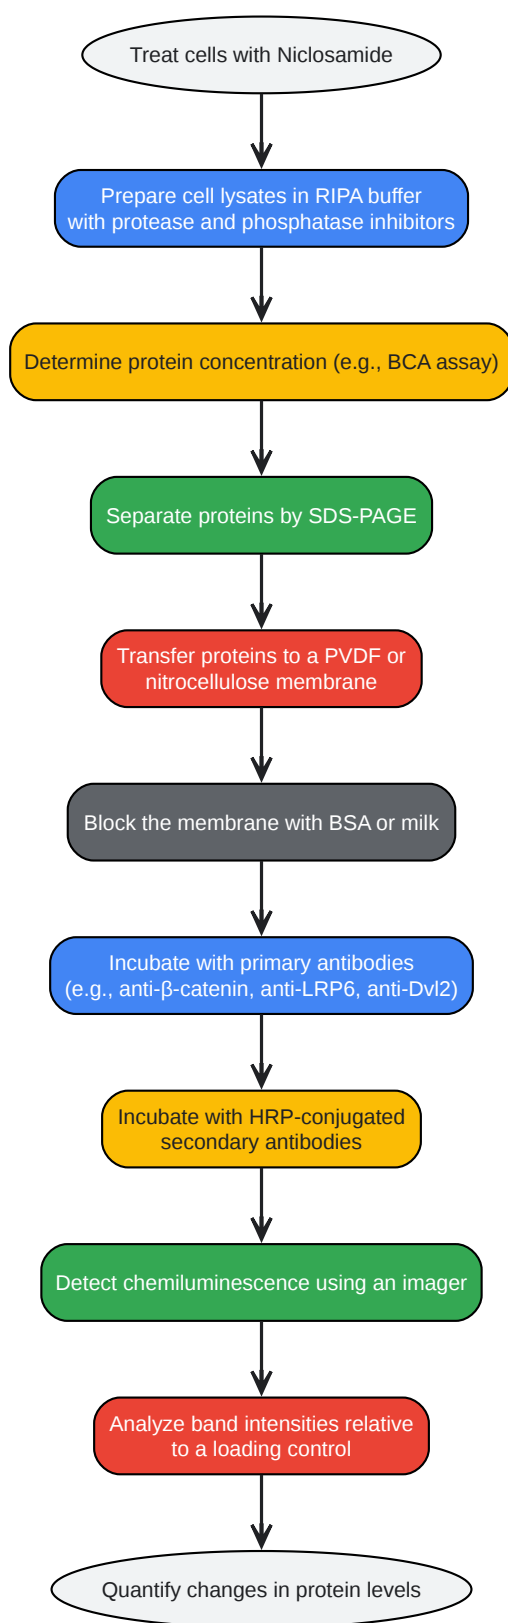 Treat cells with Niclosamide
Prepare cell lysates in RIPA buffer
with protease and phosphatase inhibitors
Determine protein concentration (e.g., BCA assay)
Separate proteins by SDS-PAGE
Transfer proteins to a PVDF or
nitrocellulose membrane
Block the membrane with BSA or milk
Incubate with primary antibodies
(e.g., anti-β-catenin, anti-LRP6, anti-Dvl2)
Incubate with HRP-conjugated
secondary antibodies
Detect chemiluminescence using an imager
Analyze band intensities relative
to a loading control
Quantify changes in protein levels